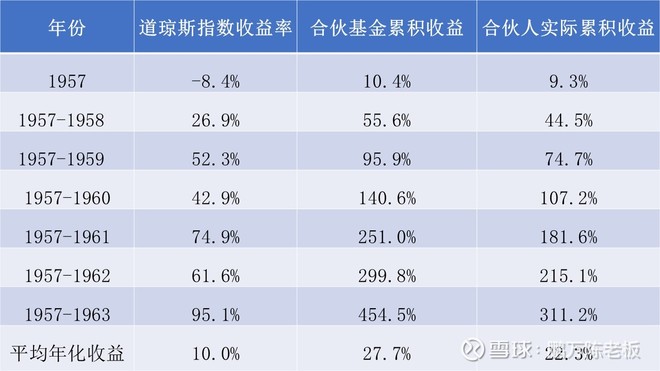 年份 道琼斯指数收益率 合伙基金累积收益 合伙人实际累积收益
1957 -8.4% 10.4% 9.3%
1957-1958 26.9% 55.6% 44.5%
1957-1959 52.3% 95.9% 74.7%
1957-1960 42.9% 140.6% 107.2%
1957-1961 74.9% 251.0% 181.6%
1957-1962 61.6% 299.8% 215.1%
1957-1963 95.1% 454.5% 311.2%
平均年化收益 10.0% 27.7% 22.3%
雪球:鹏万陈老板